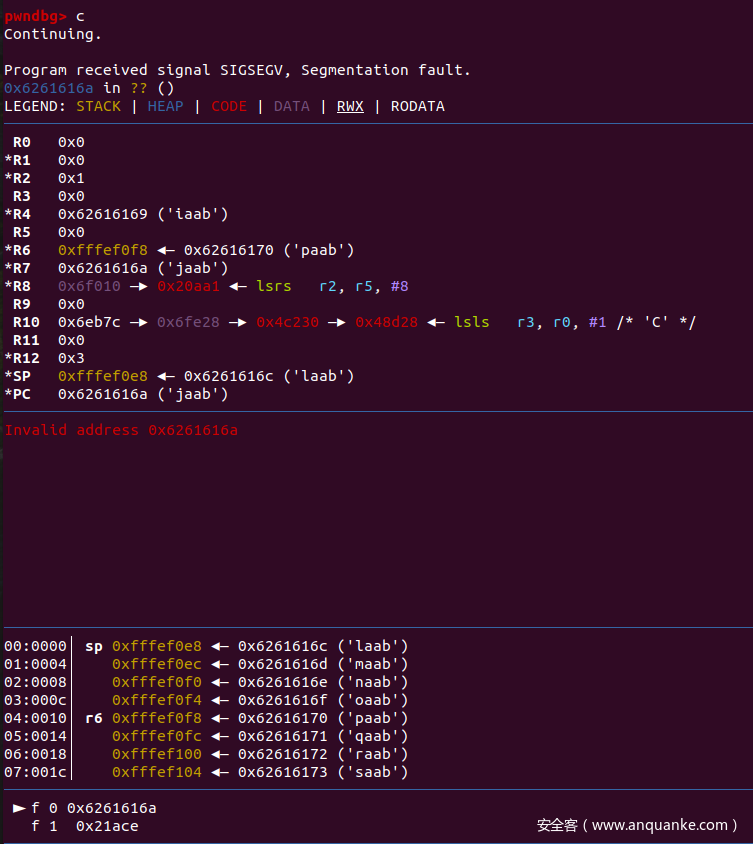 pwndbg> c
Continuing.
Program received signal SIGSEGV, Segmentation fault.
0x6261616a in ?? ()
LEGEND: STACK | HEAP | CODE | DATA | RWX | RODATA
R0 0x0
*R1 0x0
*R2 0x1
R3 0x0
*R4 0x62616169 ('iaab')
R5 0x0
*R6 0xfffef0f8 ◂— 0x62616170 ('paab')
*R7 0x6261616a ('jaab')
*R8 0x6f010 —▸ 0x20aa1 ◂— lsrs r2, r5, #8
R9 0x0
R10 0x6eb7c —▸ 0x6fe28 —▸ 0x4c230 —▸ 0x48d28 ◂— lsls r3, r0, #1 /* 'C' */
R11 0x0
*R12 0x3
*SP 0xfffef0e8 ◂— 0x6261616c ('laab')
*PC 0x6261616a ('jaab')
Invalid address 0x6261616a
00:0000│ sp 0xfffef0e8 ◂— 0x6261616c ('laab')
01:0004│ 0xfffef0ec ◂— 0x6261616d ('maab')
02:0008│ 0xfffef0f0 ◂— 0x6261616e ('naab')
03:000c│ 0xfffef0f4 ◂— 0x6261616f ('oaab')
04:0010│ r6 0xfffef0f8 ◂— 0x62616170 ('paab')
05:0014│ 0xfffef0fc ◂— 0x62616171 ('qaab')
06:0018│ 0xfffef100 ◂— 0x62616172 ('raab')
07:001c│ 0xfffef104 ◂— 0x62616173 ('saab')
► f 0 0x6261616a
f 1 0x21ace
安全客（www.anquanke.com）